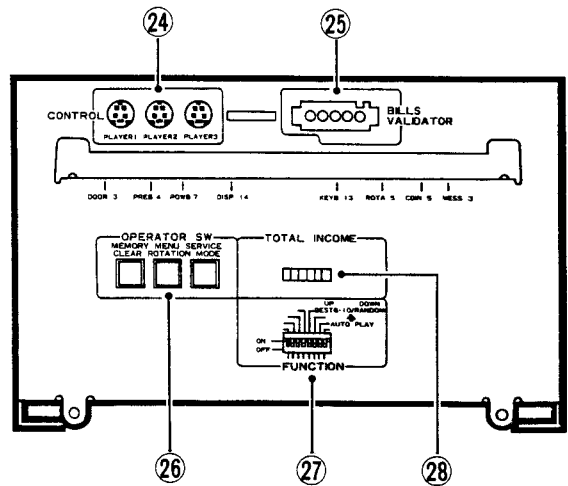 24 25
CONTROL
PLAYER1 PLAYER2 PLAYER3
BILLS
VALIDATOR
DOOR 3 PRES 4 POWB 7 DISP 14 KEYB 13 ROTA 5 COIN 5 MESS 3
OPERATOR SW
MEMORY MENU SERVICE
CLEAR ROTATION MODE
TOTAL INCOME
UP DOWN
BEST6-10/RANDOM
AUTO PLAY
ON
OFF
FUNCTION
26 27 28